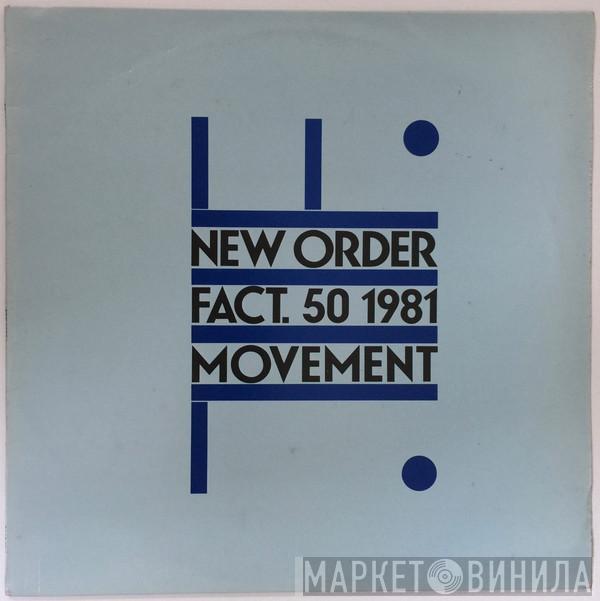 NEW ORDER
FACT. 50 1981
MOVEMENT
МАРКЕТ ВИНИЛА